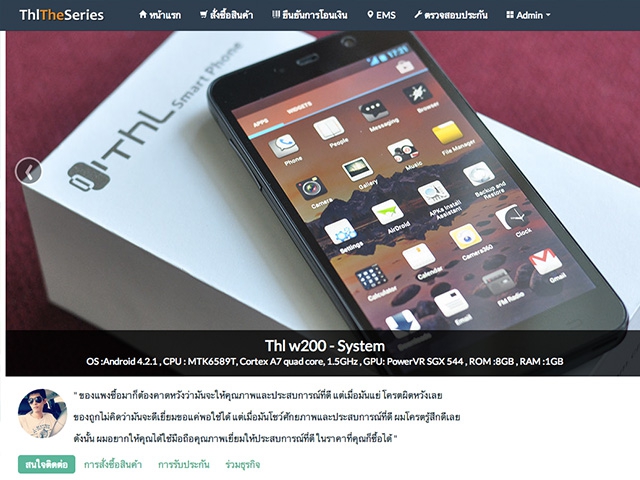 ThlTheSeries
หน้าแรก
สั่งซื้อสินค้า
ยืนยันการโอนเงิน
EMS
ตรวจสอบประกัน
Admin
ThL
Smart Phone
17:21
APPS
WIDGETS
Phone
People
Messaging
Browser
Camera
Gallery
Music
File Manager
Settings
AirDroid
APKs Install Assistant
Backup and Restore
Calculator
Calendar
Camera360
Clock
Downloads
Email
FM Radio
Gmail
Thl w200 - System
OS :Android 4.2.1 , CPU : MTK6589T, Cortex A7 quad core, 1.5GHz , GPU: PowerVR SGX 544 , ROM :8GB , RAM :1GB
" ของแพงซื้อมาก็ต้องคาดหวังว่ามันจะให้คุณภาพและประสบการณ์ที่ดี แต่เมื่อมันแย่ โครตผิดหวังเลย
ของถูกไม่คิดว่ามันจะดีเยี่ยมขอแค่พอใช้ได้ แต่เมื่อมันโชว์ศักยภาพและประสบการณ์ที่ดี ผมโครตรู้สึกดีเลย
ดังนั้น ผมอยากให้คุณได้ใช้มือถือคุณภาพเยี่ยมให้ประสบการณ์ที่ดี ในราคาที่คุณก็ซื้อได้ "
สนใจติดต่อ
การสั่งซื้อสินค้า
การรับประกัน
ร่วมธุรกิจ